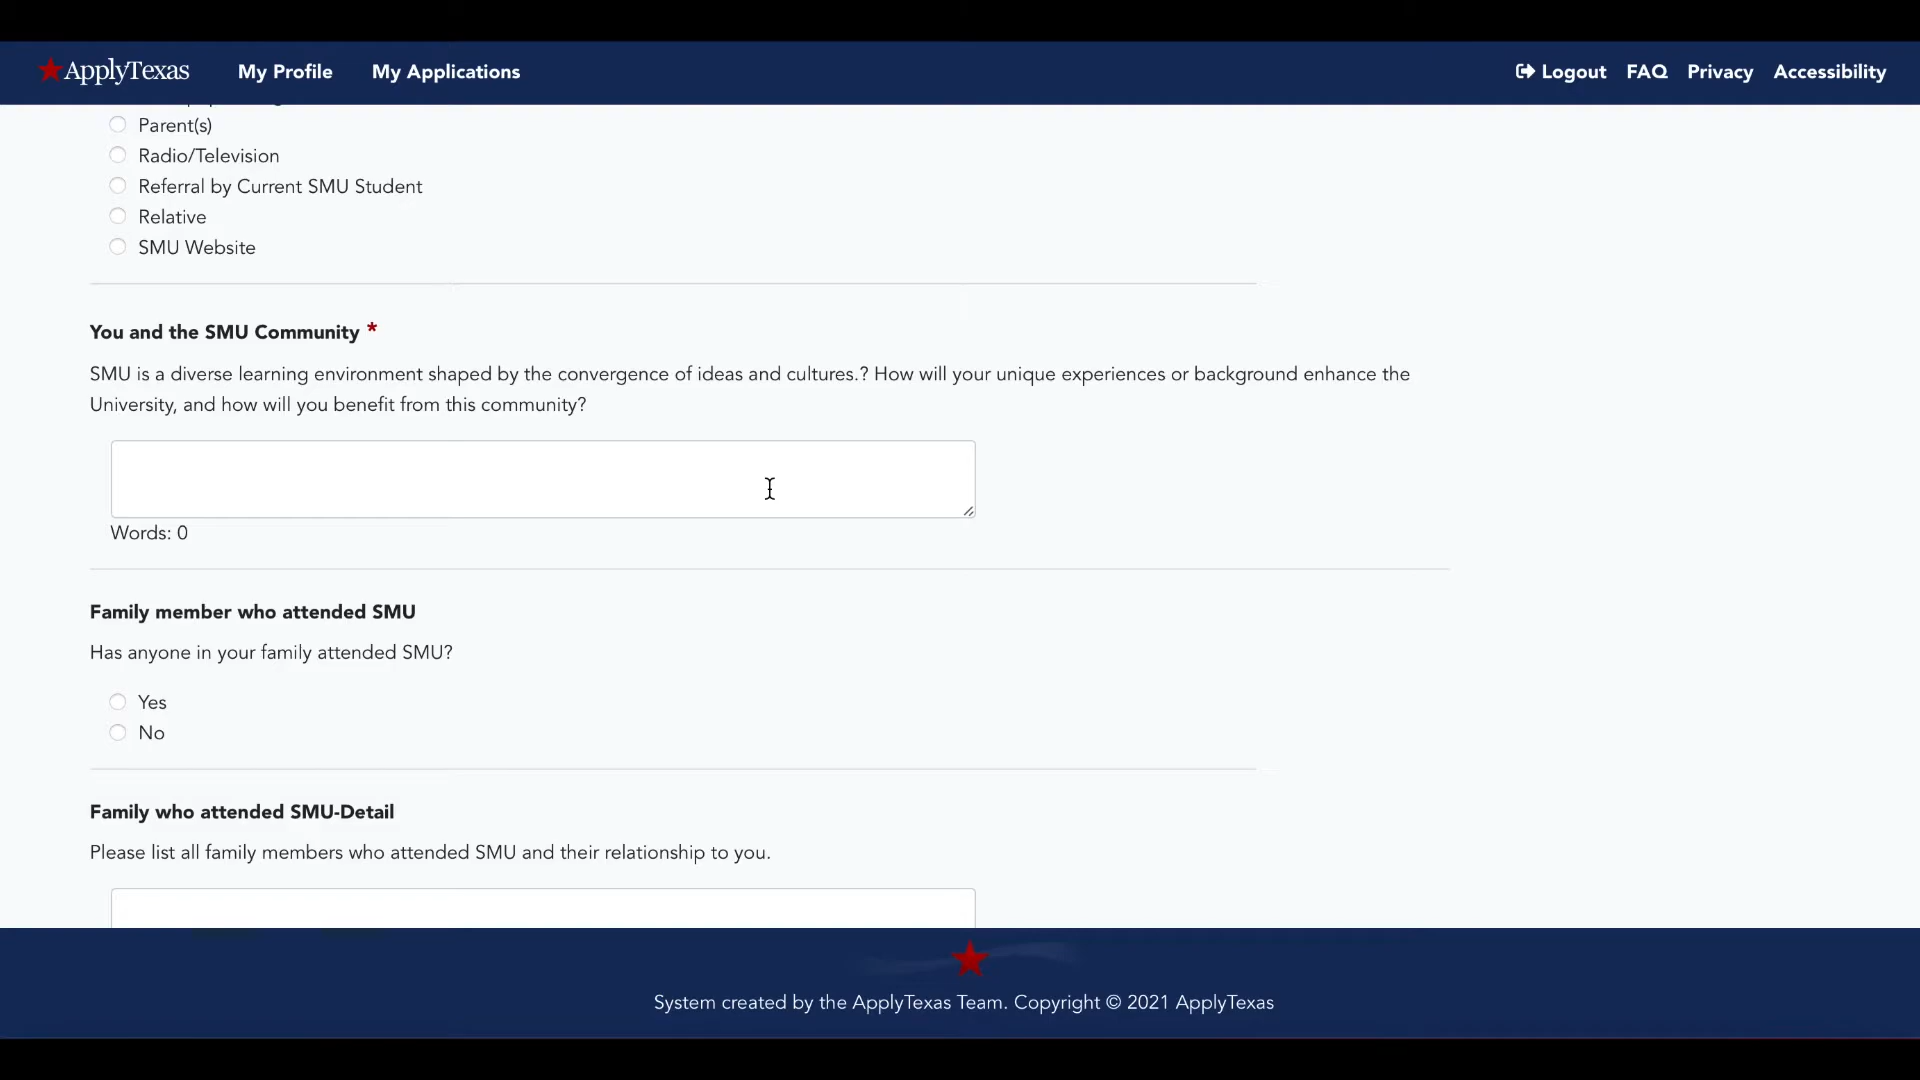 ApplyTexas My Profile My Applications Logout FAQ Privacy Accessibility
Parent(s)
Radio/Television
Referral by Current SMU Student
Relative
SMU Website
You and the SMU Community *
SMU is a diverse learning environment shaped by the convergence of ideas and cultures.? How will your unique experiences or background enhance the
University, and how will you benefit from this community?
Words: 0
Family member who attended SMU
Has anyone in your family attended SMU?
Yes
No
Family who attended SMU-Detail
Please list all family members who attended SMU and their relationship to you.
System created by the ApplyTexas Team. Copyright © 2021 ApplyTexas